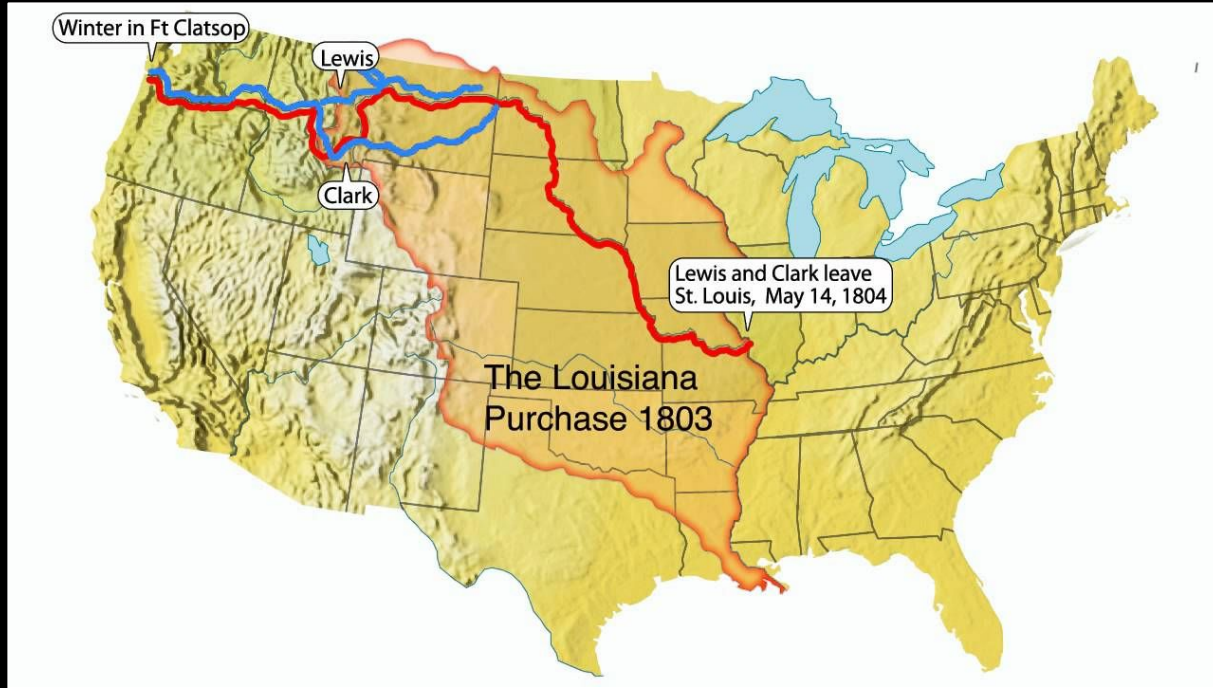 Winter in Ft Clatsop
Lewis
Clark
Lewis and Clark leave
St. Louis, May 14, 1804
The Louisiana
Purchase 1803